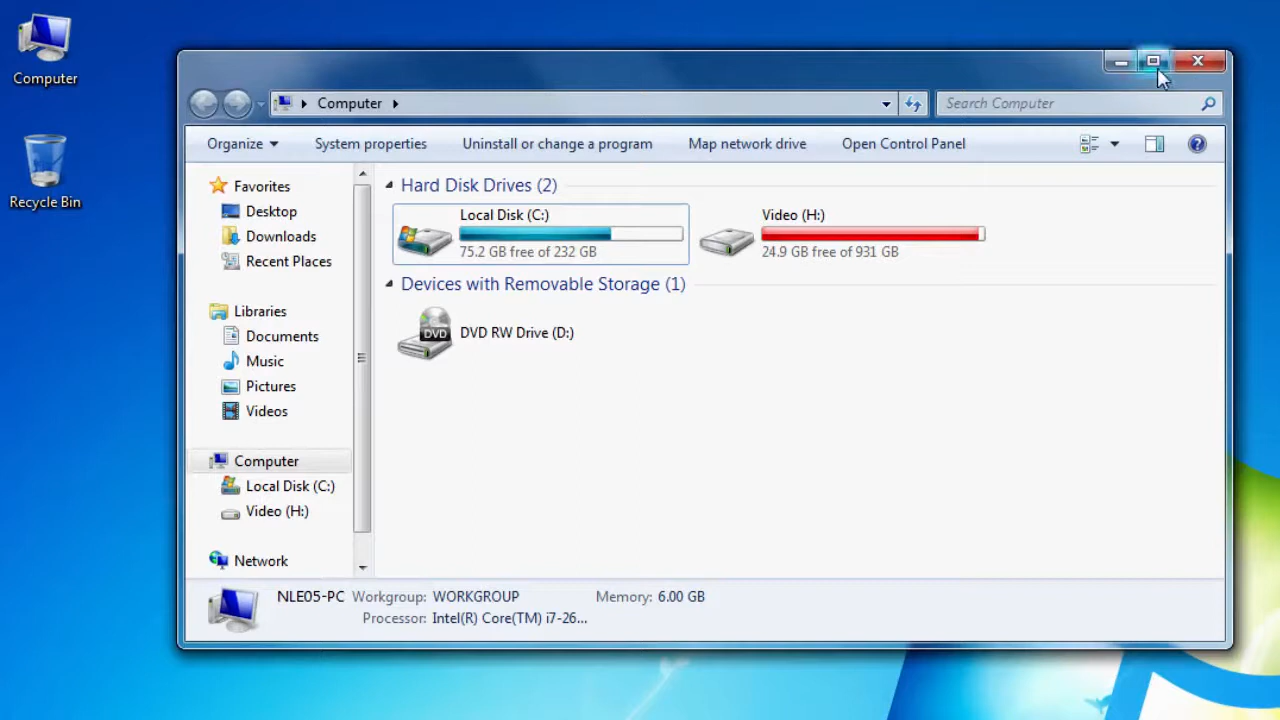 Computer
Recycle Bin
Computer
Search Computer
Organize
System properties
Uninstall or change a program
Map network drive
Open Control Panel
Favorites
Desktop
Downloads
Recent Places
Libraries
Documents
Music
Pictures
Videos
Computer
Local Disk (C:)
Video (H:)
Network
Hard Disk Drives (2)
Local Disk (C:)
75.2 GB free of 232 GB
Video (H:)
24.9 GB free of 931 GB
Devices with Removable Storage (1)
DVD
DVD RW Drive (D:)
NLE05-PC Workgroup: WORKGROUP Memory: 6.00 GB
Processor: Intel(R) Core(TM) i7-26...